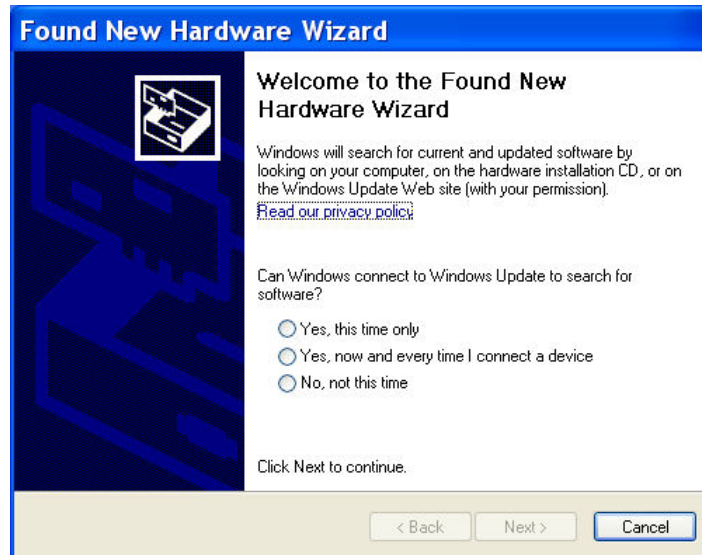 Found New Hardware Wizard
Welcome to the Found New
Hardware Wizard
Windows will search for current and updated software by
looking on your computer, on the hardware installation CD, or on
the Windows Update Web site (with your permission).
Read our privacy policy
Can Windows connect to Windows Update to search for
software?
Yes, this time only
Yes, now and every time I connect a device
No, not this time
Click Next to continue.
< Back Next > Cancel